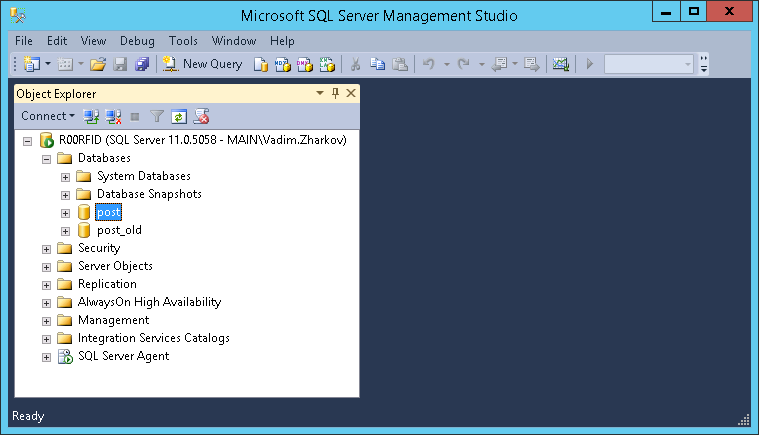 Microsoft SQL Server Management Studio
File Edit View Debug Tools Window Help
New Query
Object Explorer
Connect
R00RFID (SQL Server 11.0.5058 - MAIN\Vadim.Zharkov)
Databases
System Databases
Database Snapshots
post
post_old
Security
Server Objects
Replication
AlwaysOn High Availability
Management
Integration Services Catalogs
SQL Server Agent
Ready